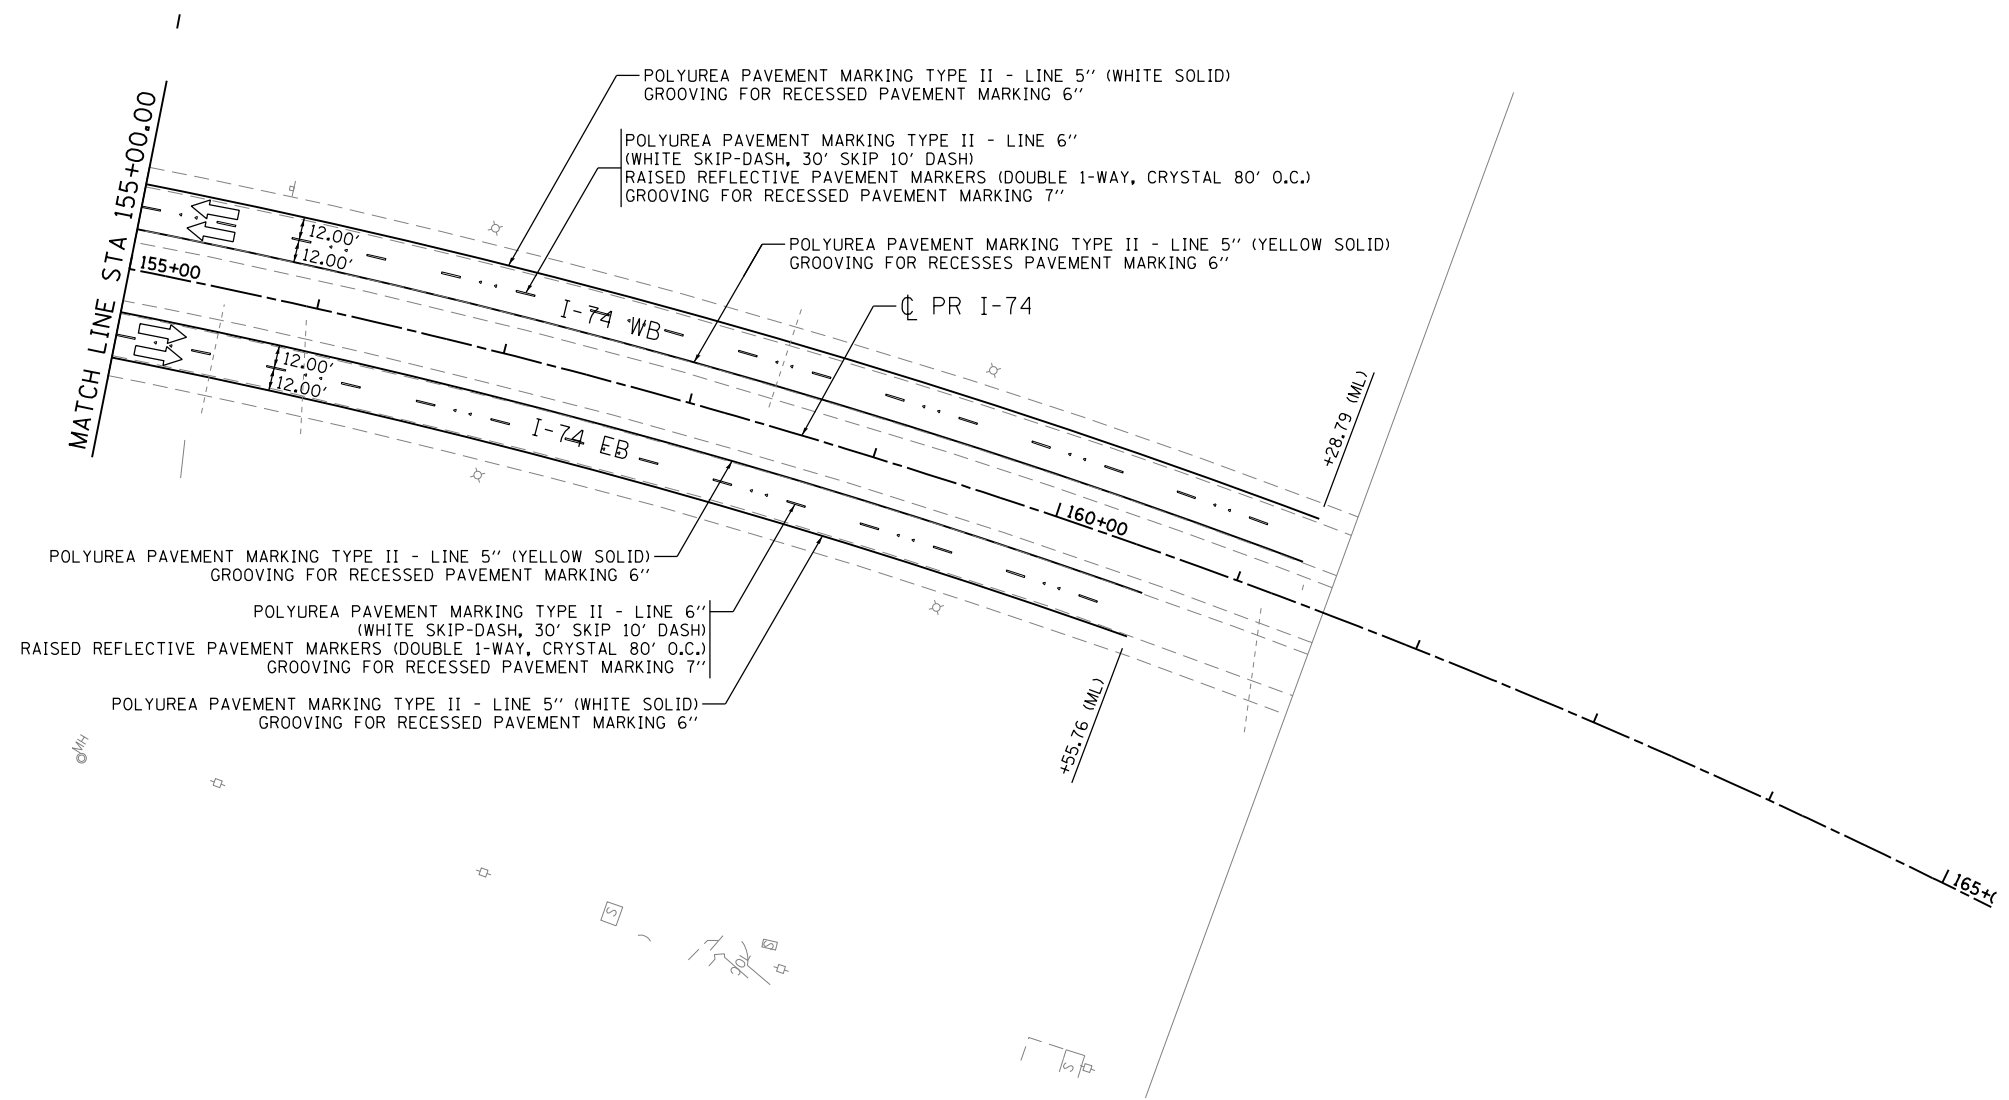 POLYUREA PAVEMENT MARKING TYPE II - LINE 5" (WHITE SOLID)
GROOVING FOR RECESSED PAVEMENT MARKING 6"
POLYUREA PAVEMENT MARKING TYPE II - LINE 6"
(WHITE SKIP-DASH, 30' SKIP 10' DASH)
RAISED REFLECTIVE PAVEMENT MARKERS (DOUBLE 1-WAY, CRYSTAL 80' O.C.)
GROOVING FOR RECESSED PAVEMENT MARKING 7"
POLYUREA PAVEMENT MARKING TYPE II - LINE 5" (YELLOW SOLID)
GROOVING FOR RECESSES PAVEMENT MARKING 6"
℄ PR I-74
MATCH LINE STA 155+00.00
12.00'
12.00'
155+00
I-74 WB
12.00'
12.00'
I-74 EB
+28.79 (ML)
160+00
POLYUREA PAVEMENT MARKING TYPE II - LINE 5" (YELLOW SOLID)
GROOVING FOR RECESSED PAVEMENT MARKING 6"
POLYUREA PAVEMENT MARKING TYPE II - LINE 6"
(WHITE SKIP-DASH, 30' SKIP 10' DASH)
RAISED REFLECTIVE PAVEMENT MARKERS (DOUBLE 1-WAY, CRYSTAL 80' O.C.)
GROOVING FOR RECESSED PAVEMENT MARKING 7"
POLYUREA PAVEMENT MARKING TYPE II - LINE 5" (WHITE SOLID)
GROOVING FOR RECESSED PAVEMENT MARKING 6"
+55.76 (ML)
MH
165+
S
S
S